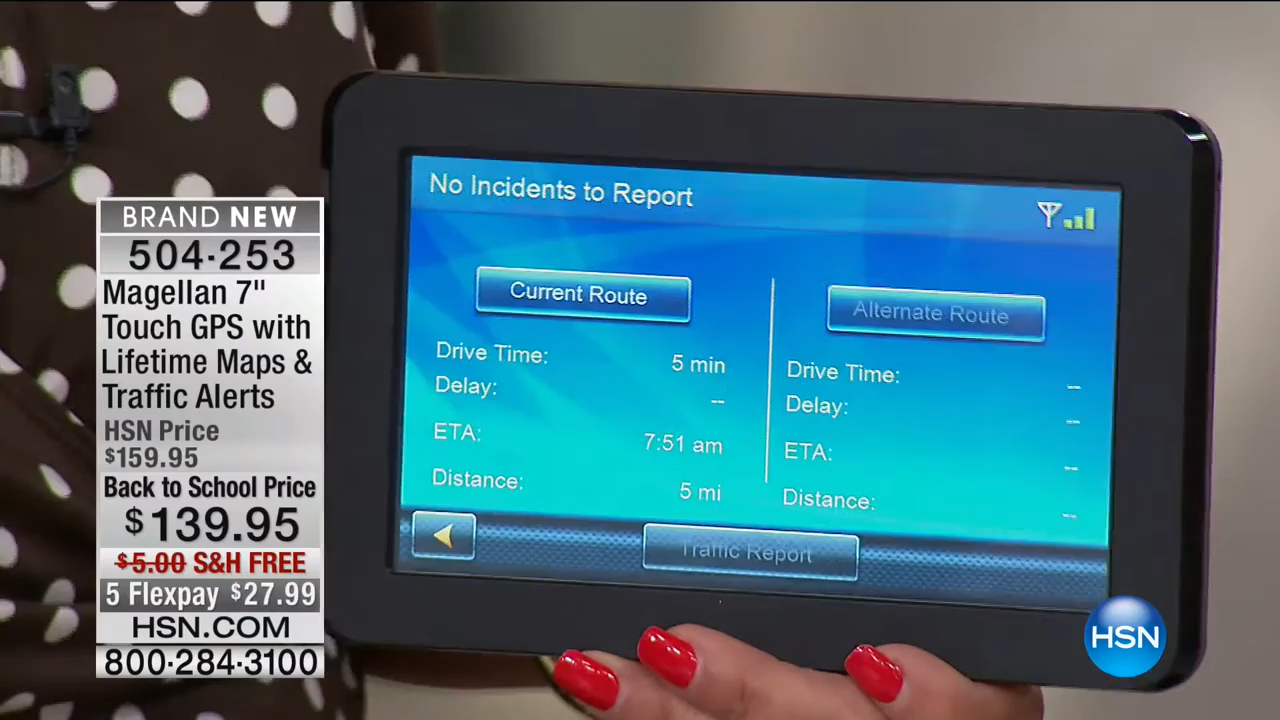 BRAND NEW
504-253
Magellan 7"
Touch GPS with
Lifetime Maps &
Traffic Alerts
HSN Price
$159.95
Back to School Price
$139.95
$5.00 S&H FREE
5 Flexpay $27.99
HSN.COM
800-284-3100
No Incidents to Report
Current Route
Drive Time: 5 min
Delay: --
ETA: 7:51 am
Distance: 5 mi
Alternate Route
Drive Time: --
Delay: --
ETA: --
Distance: --
Traffic Report
HSN